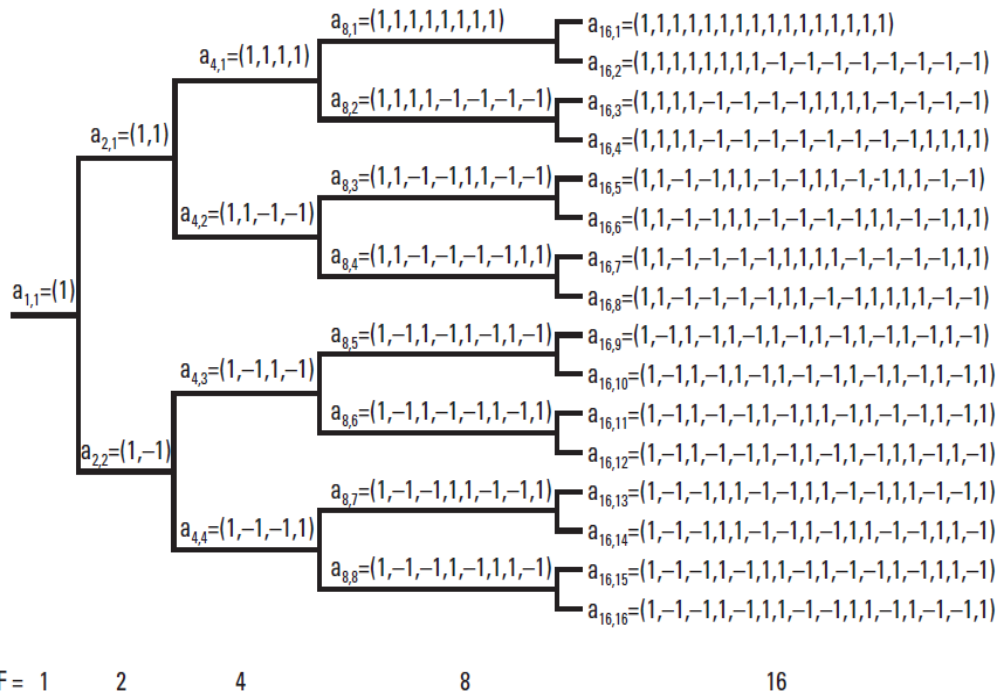 a8,1=(1,1,1,1,1,1,1,1)
a16,1=(1,1,1,1,1,1,1,1,1,1,1,1,1,1,1,1)
a4,1=(1,1,1,1)
a16,2=(1,1,1,1,1,1,1,1,–1,–1,–1,–1,–1,–1,–1,–1)
a8,2=(1,1,1,1,–1,–1,–1,–1)
a16,3=(1,1,1,1,–1,–1,–1,–1,1,1,1,1,–1,–1,–1,–1)
a2,1=(1,1)
a16,4=(1,1,1,1,–1,–1,–1,–1,–1,–1,–1,–1,1,1,1,1)
a8,3=(1,1,–1,–1,1,1,–1,–1)
a16,5=(1,1,–1,–1,1,1,–1,–1,1,1,–1,-1,1,1,–1,–1)
a4,2=(1,1,–1,–1)
a16,6=(1,1,–1,–1,1,1,–1,–1,–1,–1,1,1,–1,–1,1,1)
a8,4=(1,1,–1,–1,–1,–1,1,1)
a16,7=(1,1,–1,–1,–1,–1,1,1,1,1,–1,–1,–1,–1,1,1)
a1,1=(1)
a16,8=(1,1,–1,–1,–1,–1,1,1,–1,–1,1,1,1,1,–1,–1)
a8,5=(1,–1,1,–1,1,–1,1,–1)
a16,9=(1,–1,1,–1,1,–1,1,–1,1,–1,1,–1,1,–1,1,–1)
a4,3=(1,–1,1,–1)
a16,10=(1,–1,1,–1,1,–1,1,–1,–1,1,–1,1,–1,1,–1,1)
a8,6=(1,–1,1,–1,–1,1,–1,1)
a16,11=(1,–1,1,–1,–1,1,–1,1,1,–1,1,–1,–1,1,–1,1)
a2,2=(1,–1)
a16,12=(1,–1,1,–1,–1,1,–1,1,–1,1,–1,1,1,–1,1,–1)
a8,7=(1,–1,–1,1,1,–1,–1,1)
a16,13=(1,–1,–1,1,1,–1,–1,1,1,–1,–1,1,1,–1,–1,1)
a4,4=(1,–1,–1,1)
a16,14=(1,–1,–1,1,1,–1,–1,1,–1,1,1,–1,–1,1,1,–1)
a8,8=(1,–1,–1,1,–1,1,1,–1)
a16,15=(1,–1,–1,1,–1,1,1,–1,1,–1,–1,1,–1,1,1,–1)
a16,16=(1,–1,–1,1,–1,1,1,–1,–1,1,1,–1,1,–1,–1,1)
F = 1 2 4 8 16